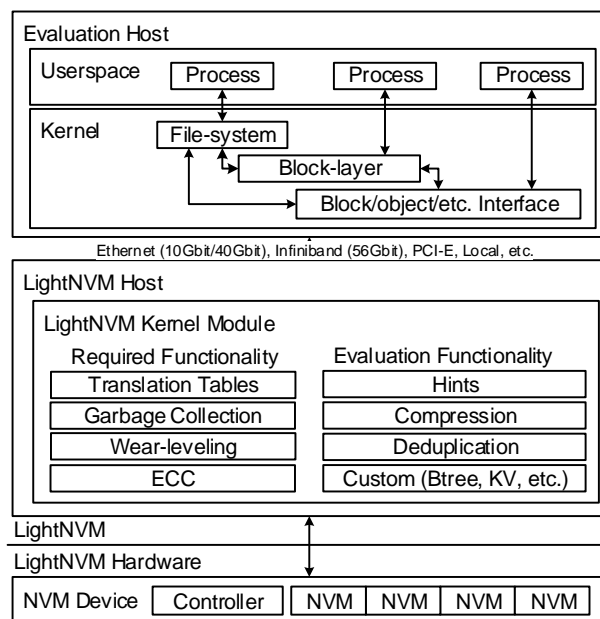 Evaluation Host
Userspace
Process Process Process
Kernel
File-system
Block-layer
Block/object/etc. Interface
Ethernet (10Gbit/40Gbit), Infiniband (56Gbit), PCI-E, Local, etc.
LightNVM Host
LightNVM Kernel Module
Required Functionality
Translation Tables
Garbage Collection
Wear-leveling
ECC
Evaluation Functionality
Hints
Compression
Deduplication
Custom (Btree, KV, etc.)
LightNVM
LightNVM Hardware
NVM Device Controller NVM NVM NVM NVM